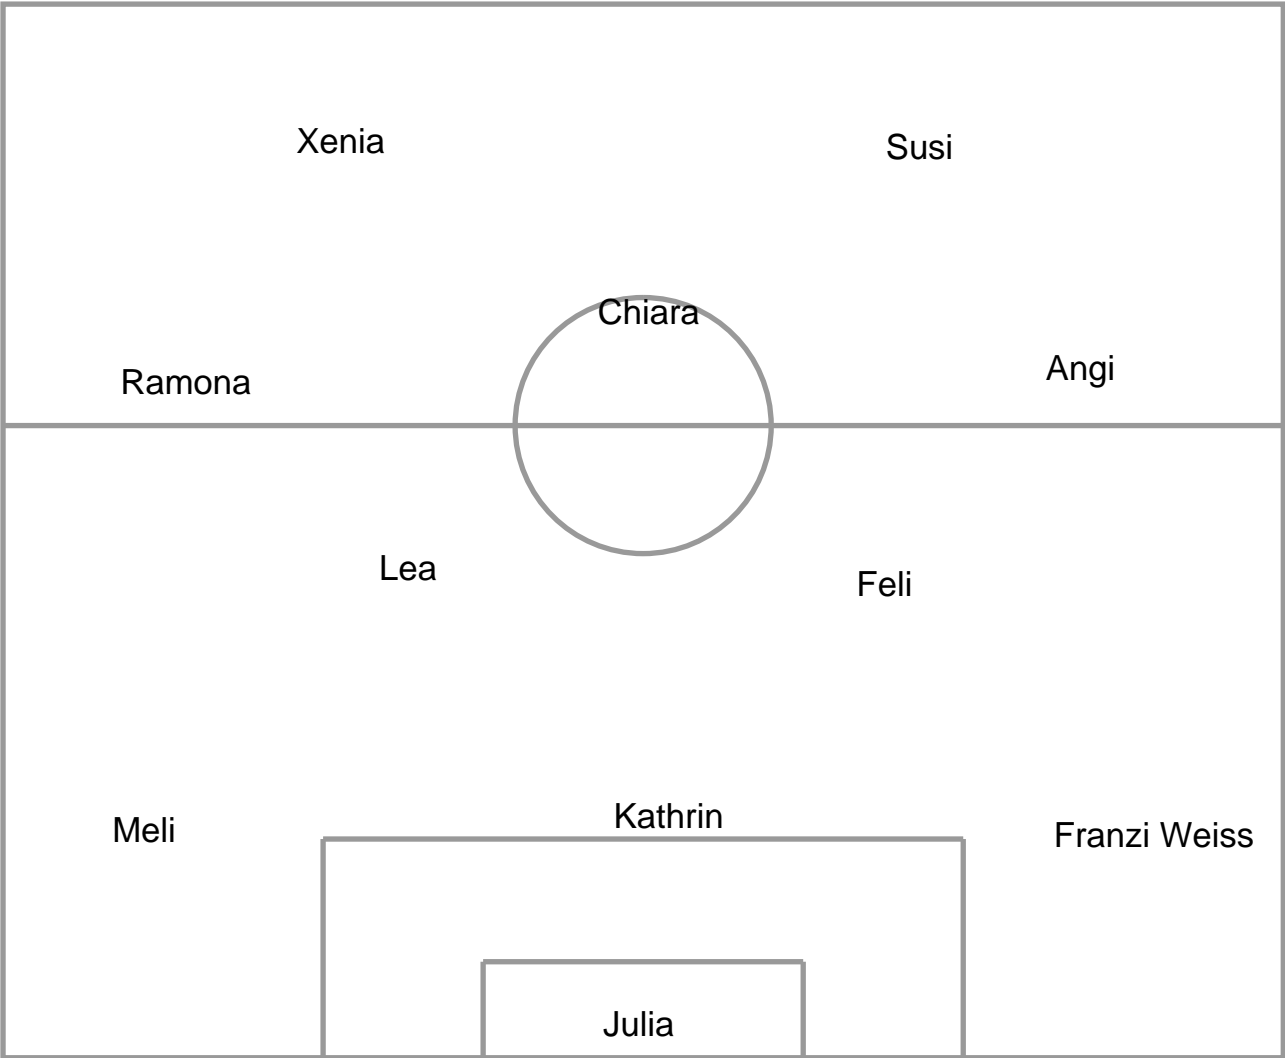 Xenia
Susi
Chiara
Angi
Ramona
Lea
Feli
Kathrin
Meli
Franzi Weiss
Julia